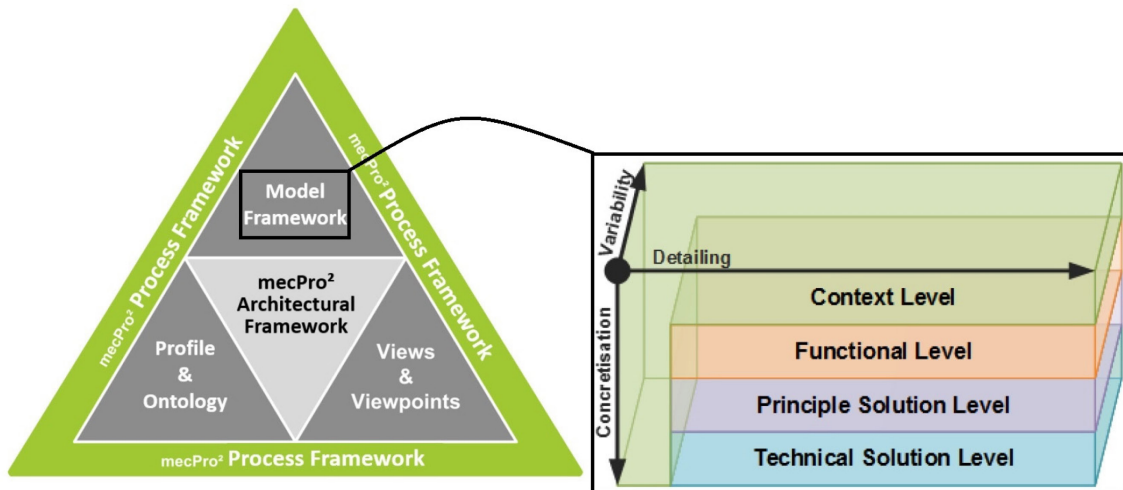 mecPro² Process Framework
mecPro² Process Framework
Model
Framework
mecPro²
Architectural
Framework
Profile
&
Ontology
Views
&
Viewpoints
mecPro² Process Framework
Variability
Detailing
Concretisation
Context Level
Functional Level
Principle Solution Level
Technical Solution Level